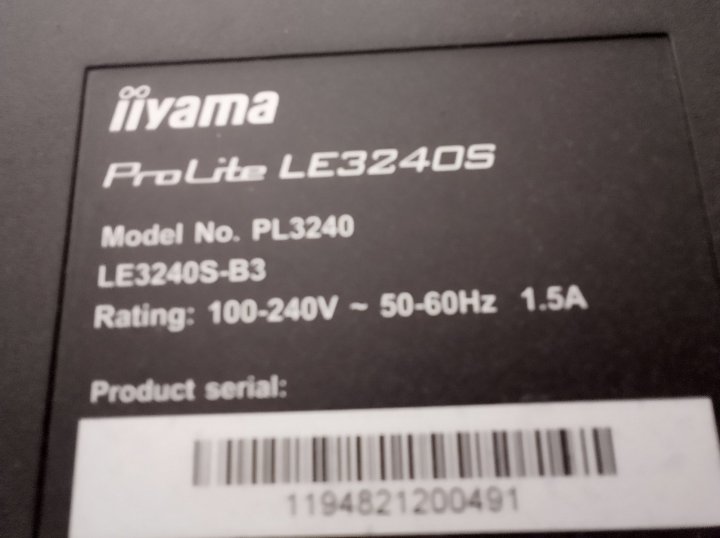 iiyama
ProLite LE3240S
Model No. PL3240
LE3240S-B3
Rating: 100-240V ~ 50-60Hz 1.5A
Product serial:
1194821200491